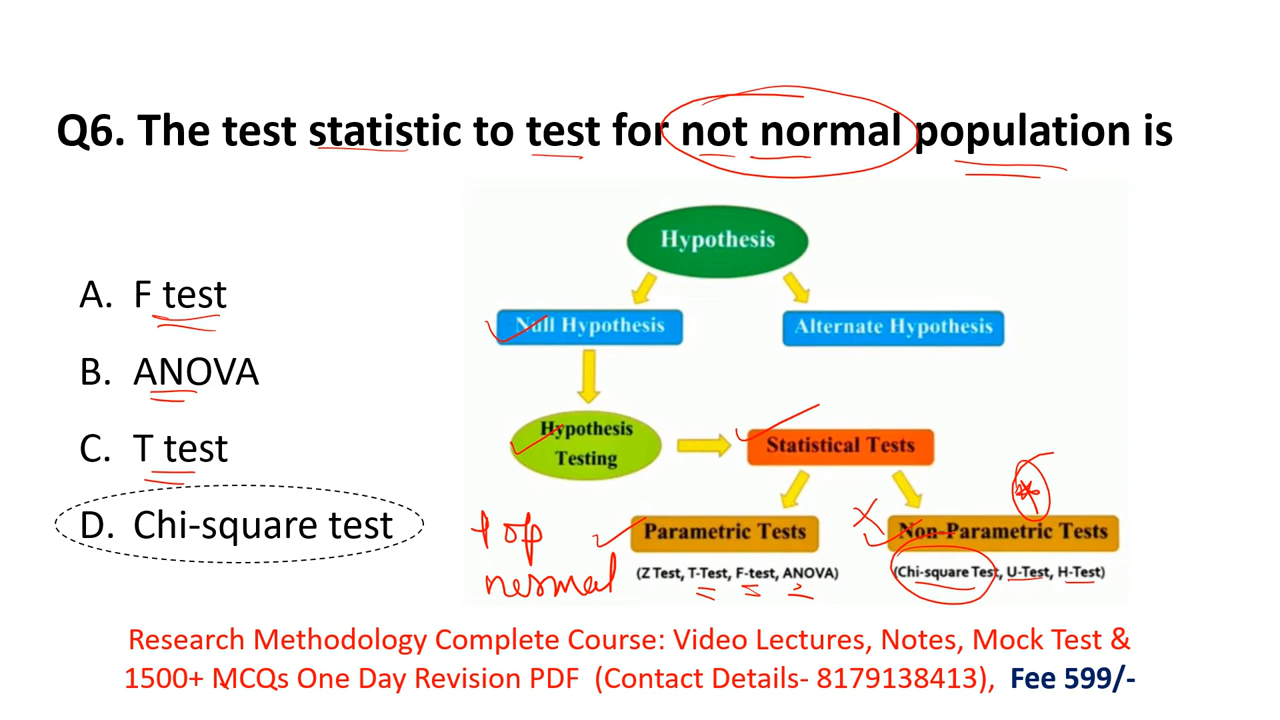 Q6. The test statistic to test for not normal population is
Hypothesis
A. F test
Null Hypothesis
Alternate Hypothesis
B. ANOVA
Hypothesis
Testing
C. T test
Statistical Tests
D. Chi-square test
Parametric Tests
Non-Parametric Tests
(Z Test, T-Test, F-test, ANOVA)
(Chi-square Test, U-Test, H-Test)
normal
Research Methodology Complete Course: Video Lectures, Notes, Mock Test &
1500+ MCQs One Day Revision PDF (Contact Details- 8179138413), Fee 599/-